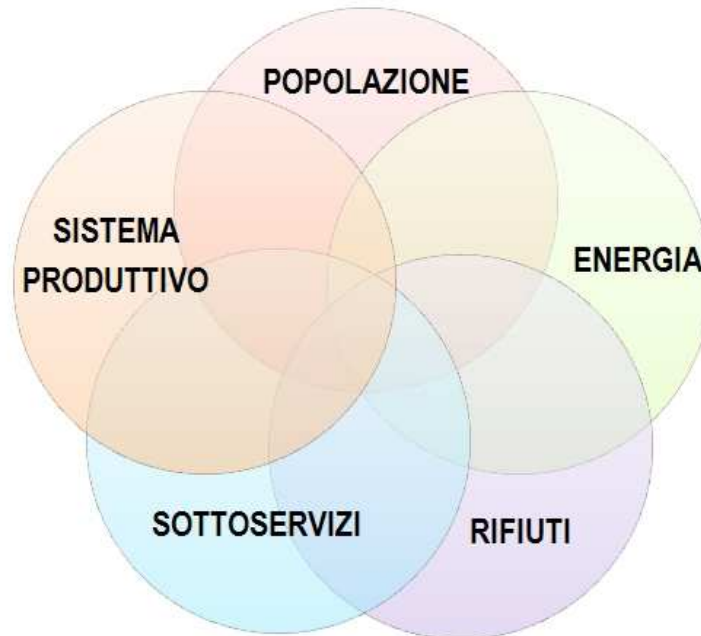 POPOLAZIONE
SISTEMA
PRODUTTIVO
ENERGIA
SOTTOSERVIZI
RIFIUTI